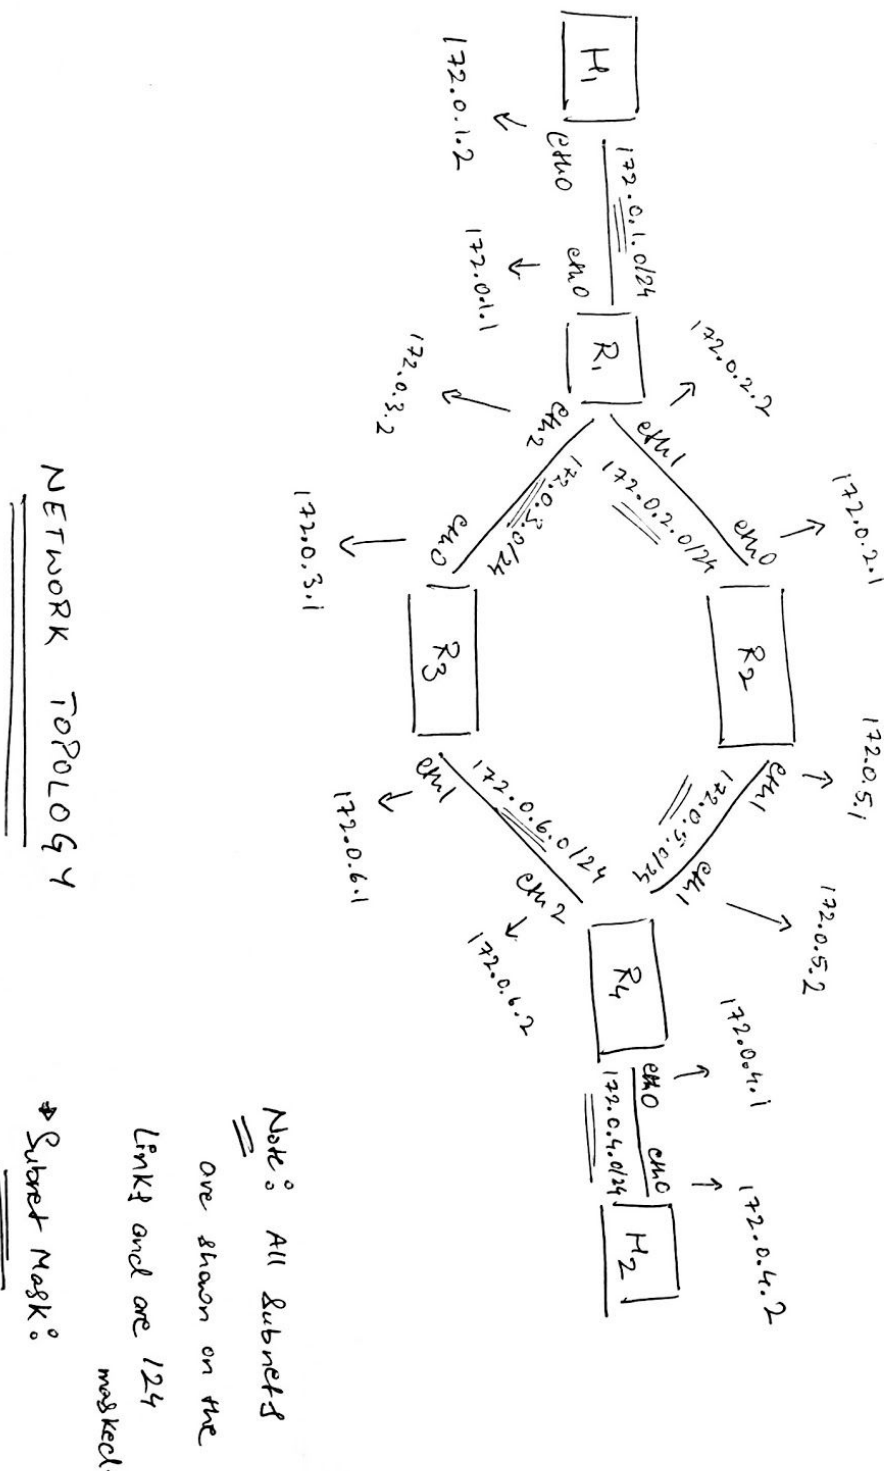 H1
172.0.1.0/24
eth0
172.0.1.2
eth0
172.0.1.1
R1
172.0.2.2
eth1
172.0.2.0/24
eth0
172.0.2.1
eth2
172.0.3.2
172.0.3.0/24
eth0
172.0.3.1
R2
R3
172.0.5.1
eth1
172.0.5.0/24
eth1
172.0.5.2
eth1
172.0.6.1
172.0.6.0/24
eth2
172.0.6.2
R4
172.0.4.1
eth0
172.0.4.0/24
eth0
172.0.4.2
H2
Note: All Subnets
are shown on the
Links and are /24
masked.
* Subnet Mask:
NETWORK TOPOLOGY